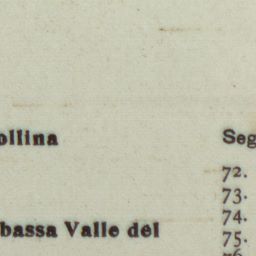 ollina
bassa Valle del
Seg
72.
73.
74.
75.